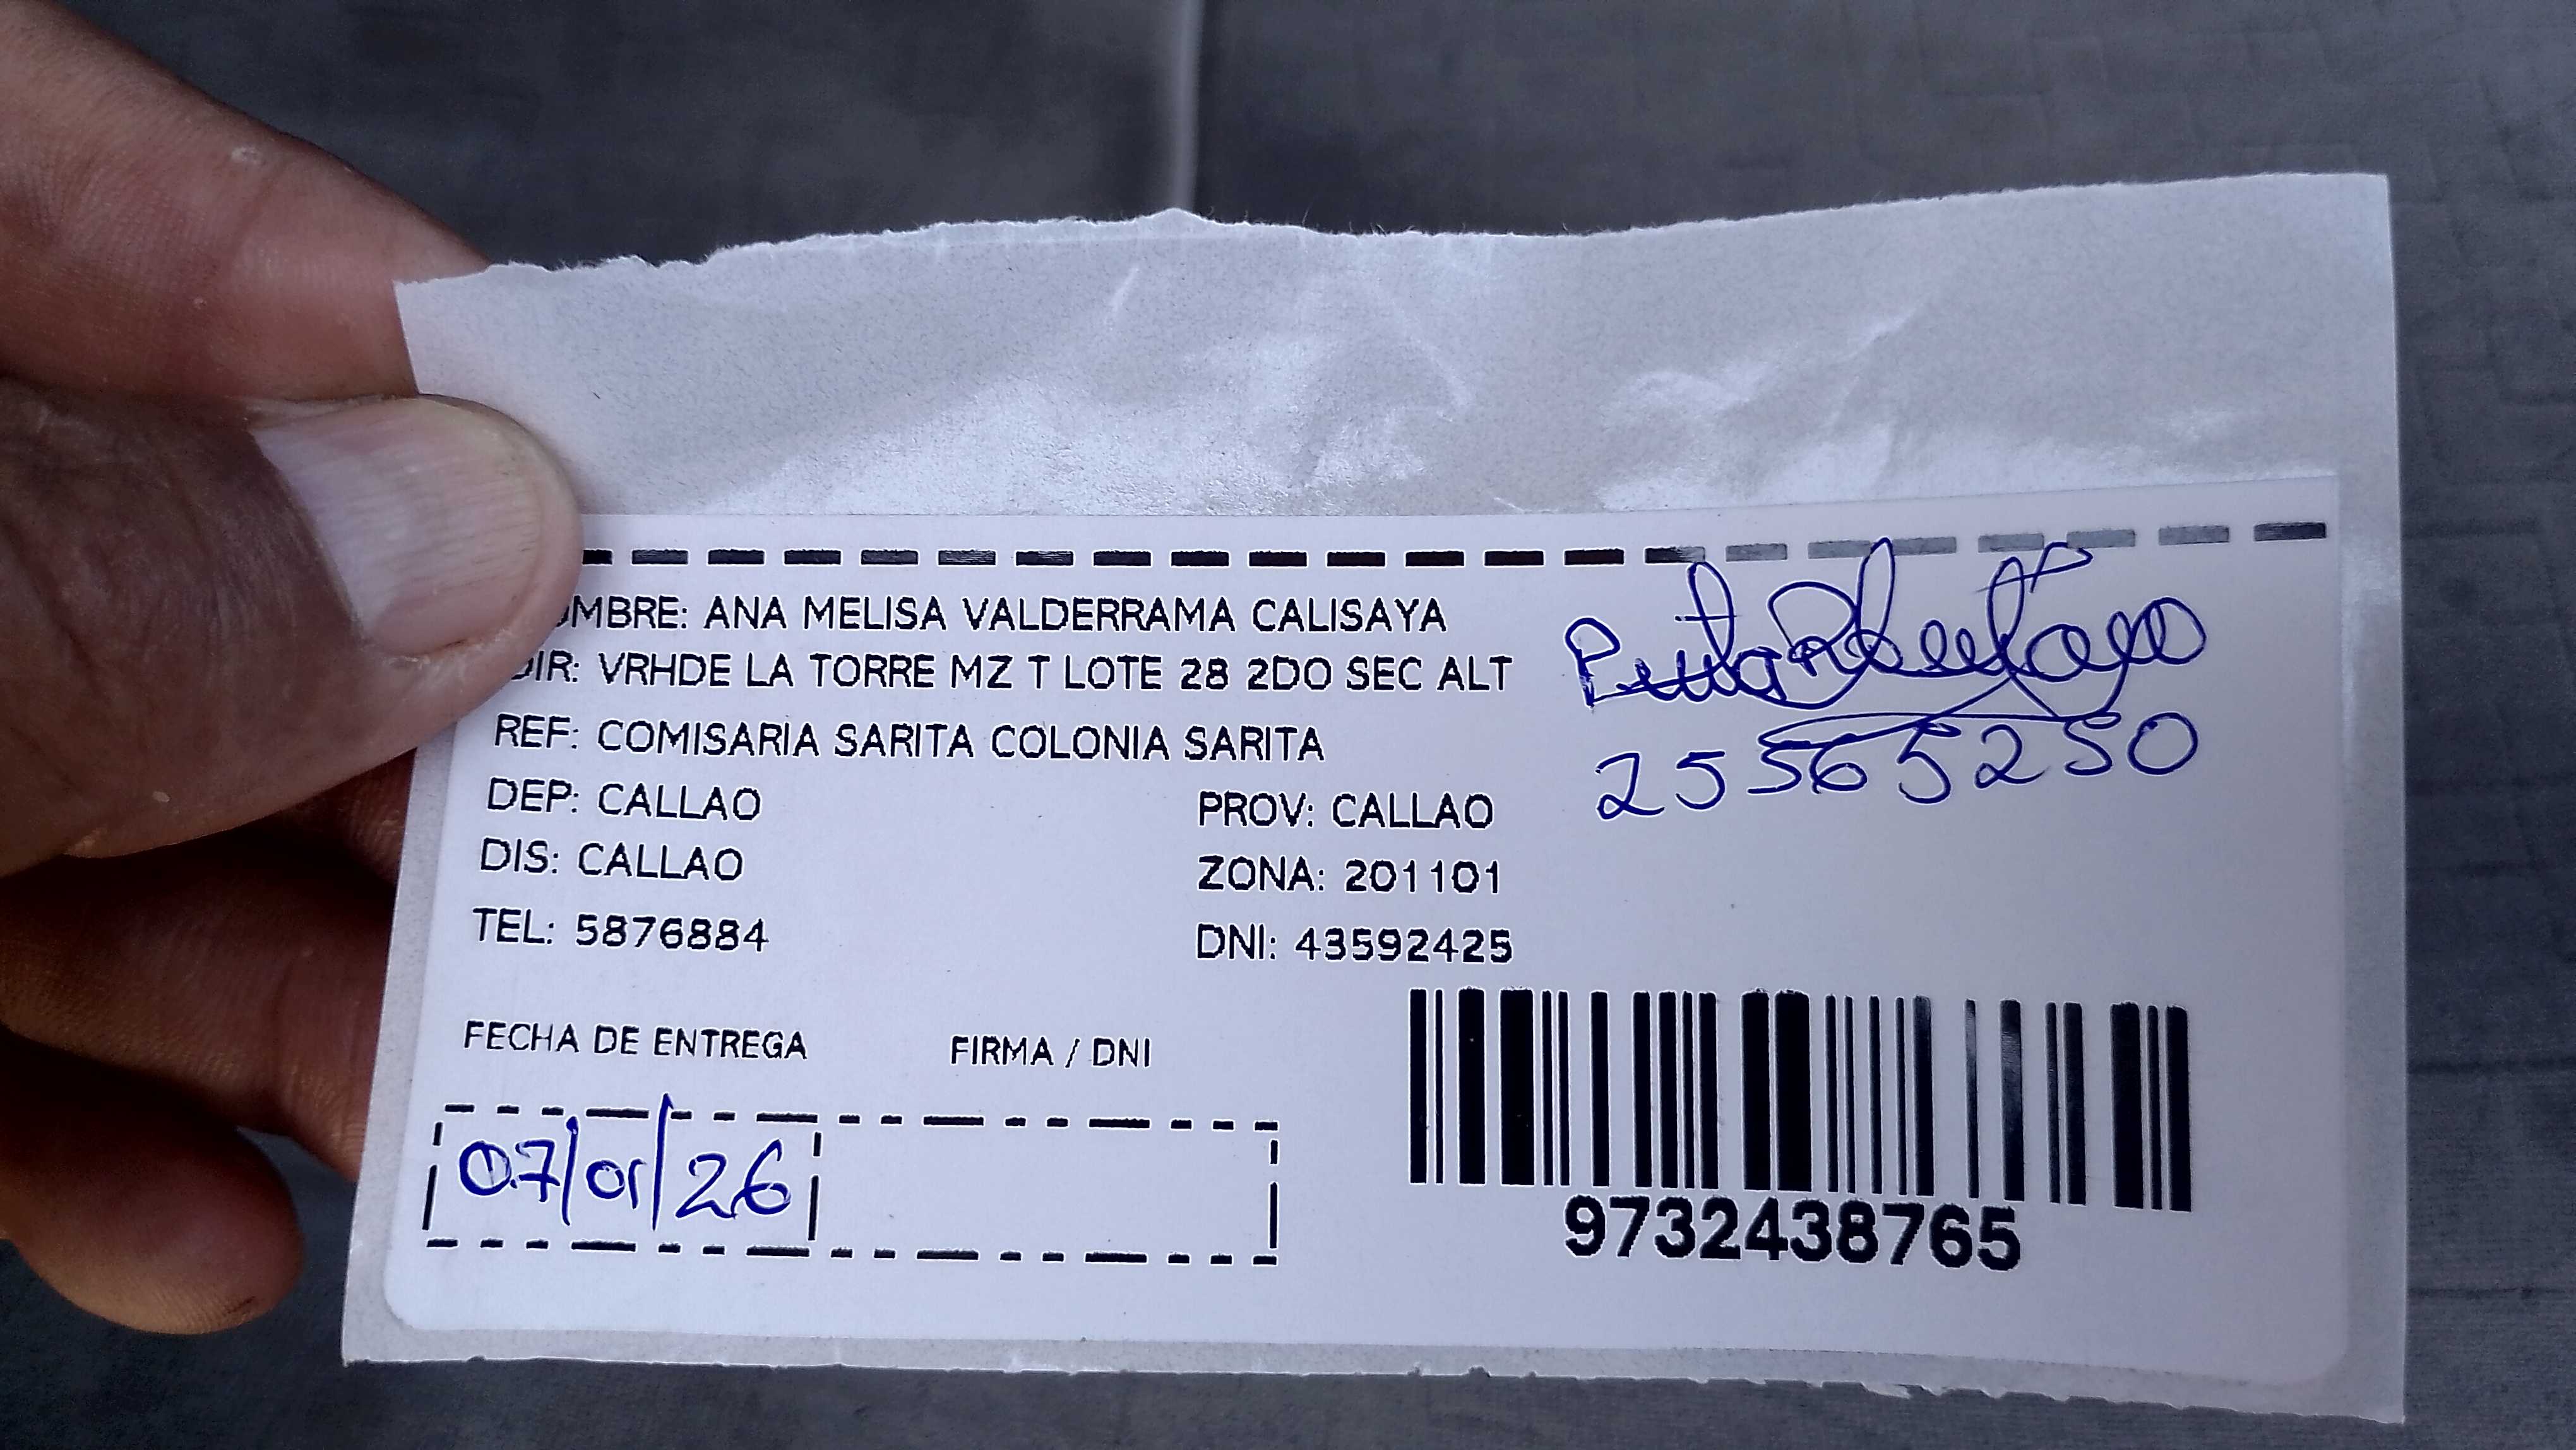 OMBRE: ANA MELISA VALDERRAMA CALISAYA
DIR: VRHDE LA TORRE MZ T LOTE 28 2DO SEC ALT
REF: COMISARIA SARITA COLONIA SARITA
25565250
DEP: CALLAO PROV: CALLAO
DIS: CALLAO ZONA: 201101
TEL: 5876884 DNI: 43592425
FECHA DE ENTREGA FIRMA / DNI
07/01/26
9732438765